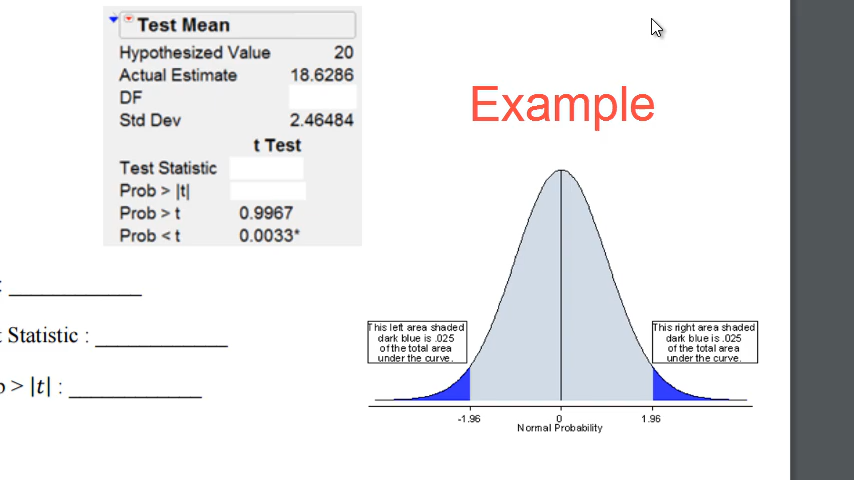 Test Mean
Hypothesized Value 20
Actual Estimate 18.6286
DF
Std Dev 2.46484
t Test
Test Statistic
Prob > |t|
Prob > t 0.9967
Prob < t 0.0033*
: ____________
t Statistic : ____________
b > |t| : ____________
Example
This left area shaded
dark blue is .025
of the total area
under the curve.
This right area shaded
dark blue is .025
of the total area
under the curve.
-1.96 0 1.96
Normal Probability